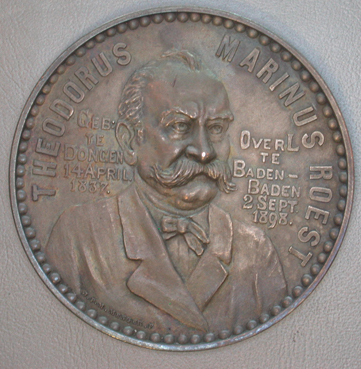 THEODORUS MARINUS ROEST
GEB:
TE
DONGEN
14 APRIL
1837.
OVERL
TE
BADEN-
BADEN
2 SEPT.
1898.